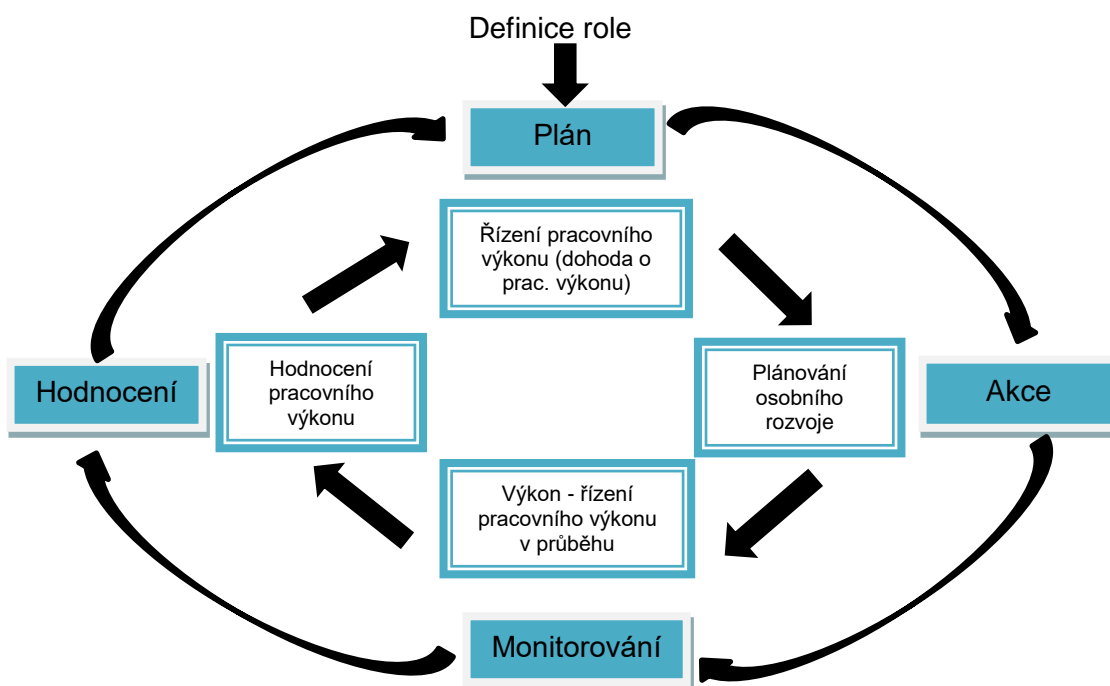 Definice role
Plán
Řízení pracovního
výkonu (dohoda o
prac. výkonu)
Hodnocení
Hodnocení
pracovního
výkonu
Plánování
osobního
rozvoje
Akce
Výkon - řízení
pracovního výkonu
v průběhu
Monitorování